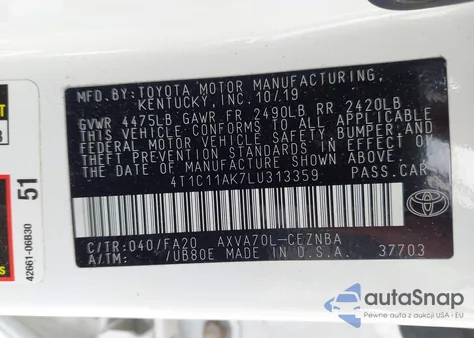 MFD. BY: TOYOTA MOTOR MANUFACTURING,
KENTUCKY, INC. 10/19
GVWR 4475LB GAWR FR 2490LB RR 2420LB
THIS VEHICLE CONFORMS TO ALL APPLICABLE
FEDERAL MOTOR VEHICLE SAFETY, BUMPER, AND
THEFT PREVENTION STANDARDS IN EFFECT ON
THE DATE OF MANUFACTURE SHOWN ABOVE.
4T1C11AK7LU313359 PASS.CAR
C/TR:040/FA20 AXVA70L-CEZNBA
A/TM: /UB80E MADE IN U.S.A. 37703
51
42661-06B30
autoSnap
Pewne auta z aukcji USA i EU